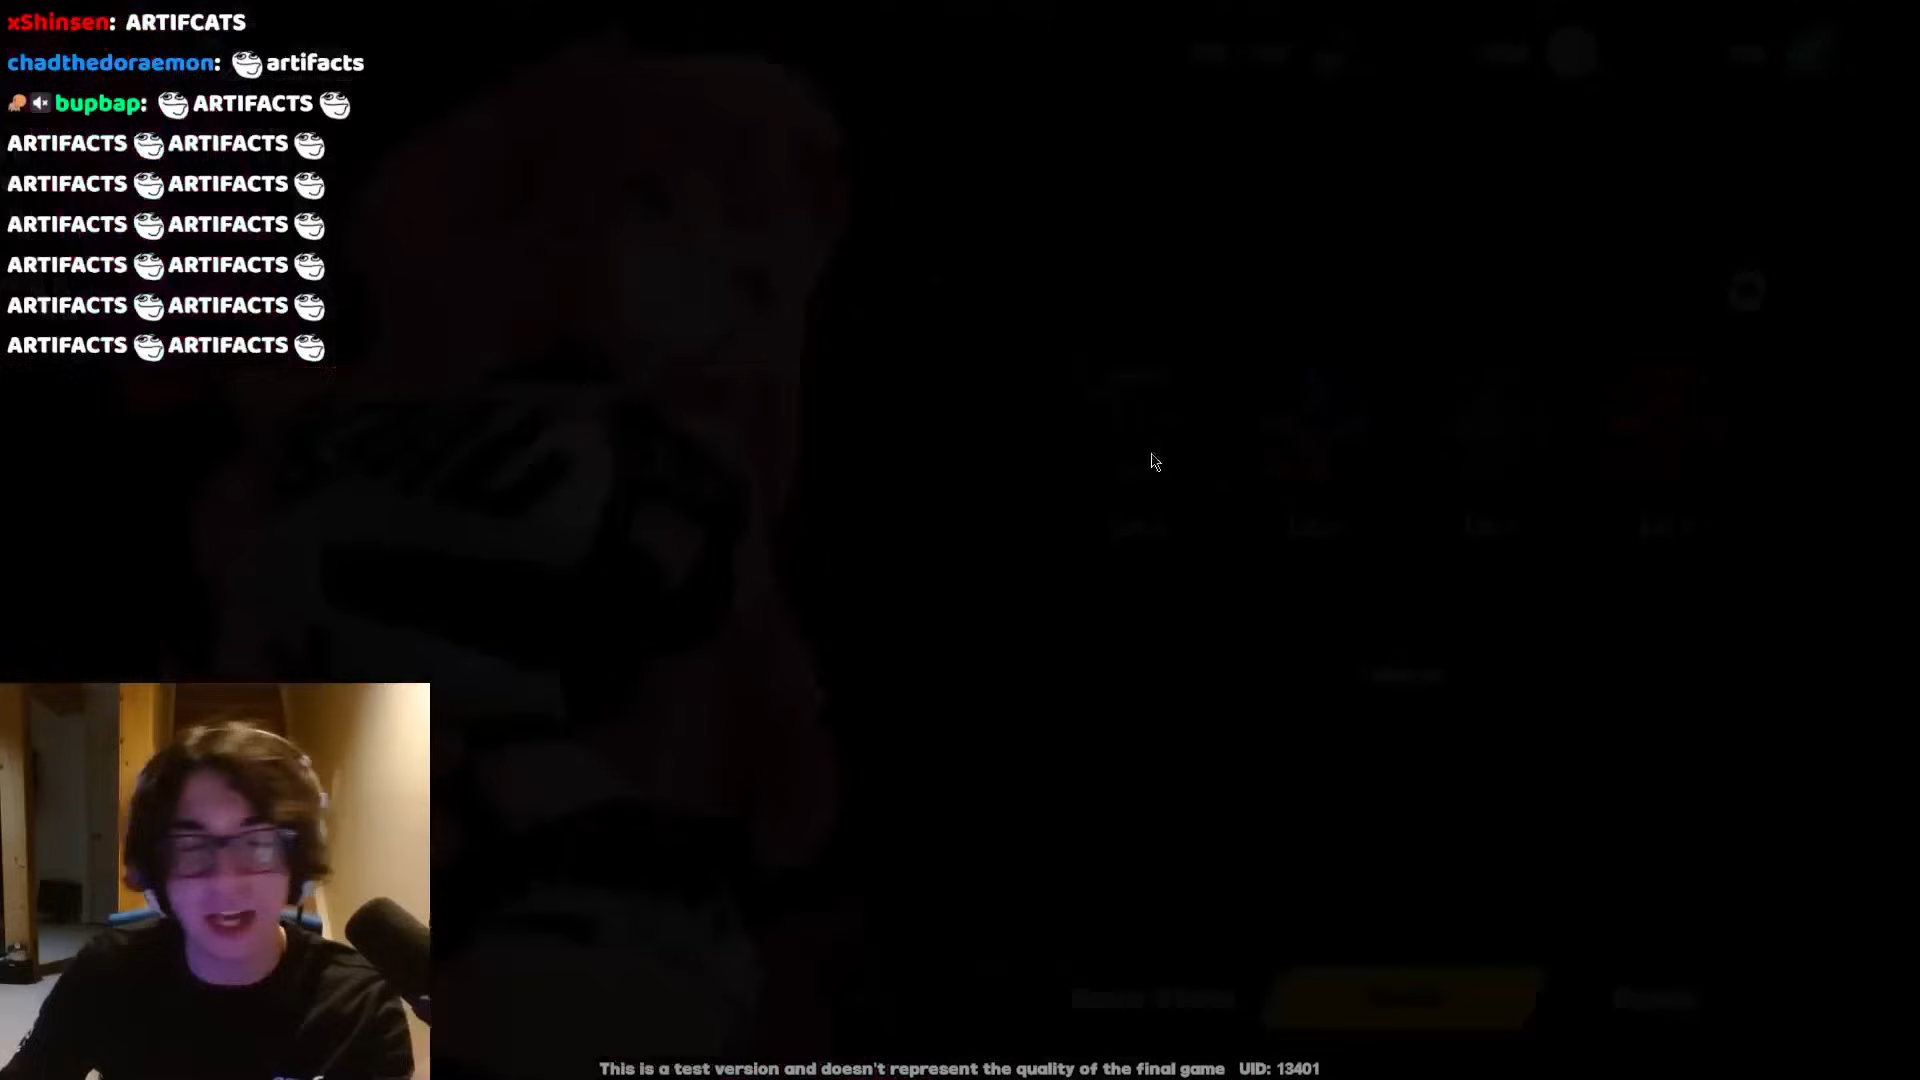 xShinsen: ARTIFCATS
chadthedoraemon: artifacts
bupbap: ARTIFACTS
ARTIFACTS ARTIFACTS
ARTIFACTS ARTIFACTS
ARTIFACTS ARTIFACTS
ARTIFACTS ARTIFACTS
ARTIFACTS ARTIFACTS
ARTIFACTS ARTIFACTS
This is a test version and doesn't represent the quality of the final game UID: 13401